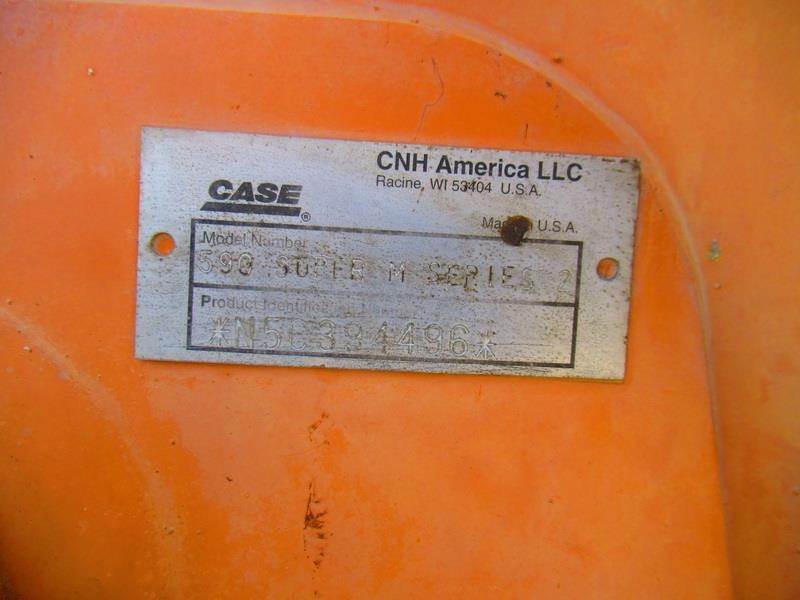 CNH America LLC
Racine, WI 53404 U.S.A.
CASE®
U.S.A.
Model Number
590 SUPER M SERIES 2
Product
*N5C394496*